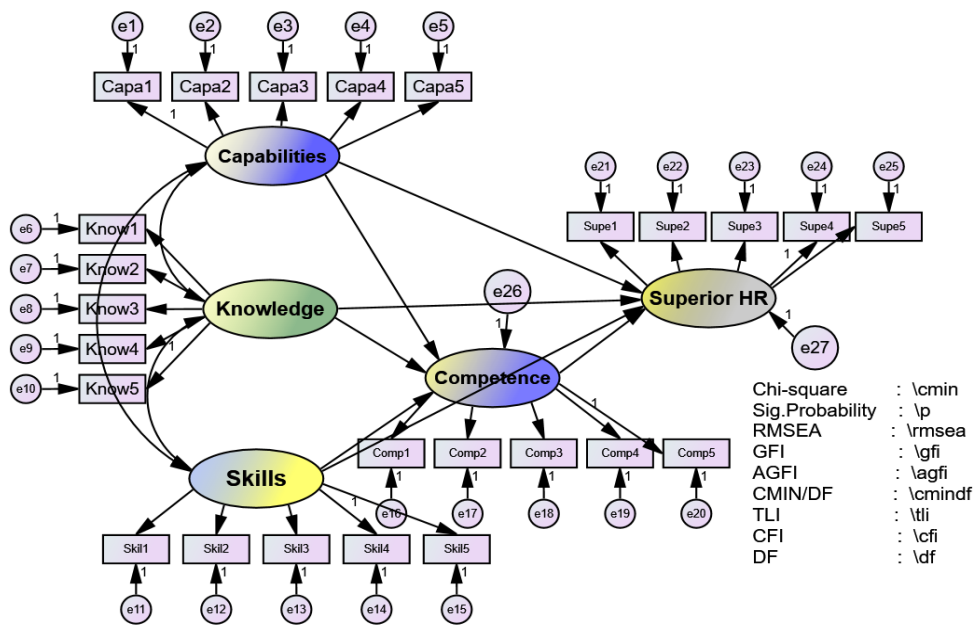 e1 e2 e3 e4 e5
1 1 1 1 1
Capa1 Capa2 Capa3 Capa4 Capa5
1
Capabilities
e21 e22 e23 e24 e25
1 1 1 1 1
Supe1 Supe2 Supe3 Supe4 Supe5
1
Superior HR
e6 1 Know1
e7 1 Know2
e8 1 Know3
e9 1 Know4
1
e10 1 Know5
Knowledge
e26
1
1
e27
Competence
1
Comp1 Comp2 Comp3 Comp4 Comp5
1 1 1 1 1
e16 e17 e18 e19 e20
Skills
1
Skil1 Skil2 Skil3 Skil4 Skil5
1 1 1 1 1
e11 e12 e13 e14 e15
Chi-square : \cmin
Sig.Probability : \p
RMSEA : \rmsea
GFI : \gfi
AGFI : \agfi
CMIN/DF : \cmindf
TLI : \tli
CFI : \cfi
DF : \df